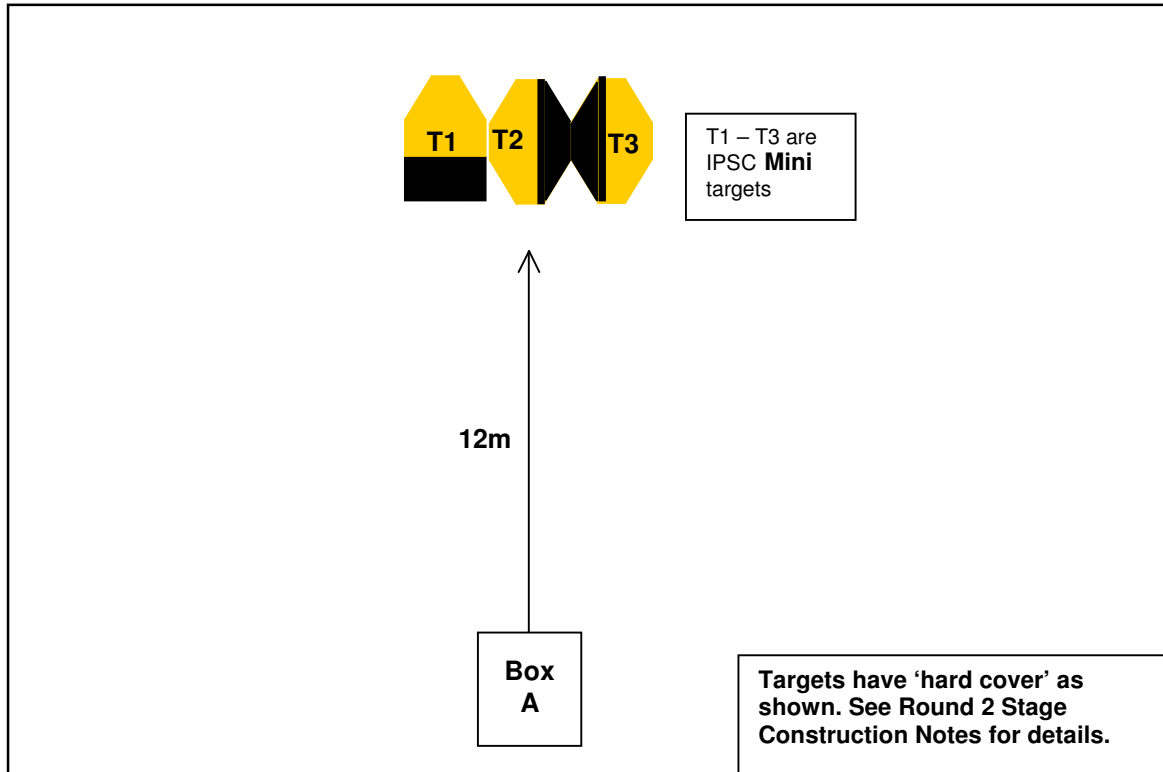 T1
T2
T3
T1 – T3 are
IPSC Mini
targets
12m
Box
A
Targets have ‘hard cover’ as
shown. See Round 2 Stage
Construction Notes for details.